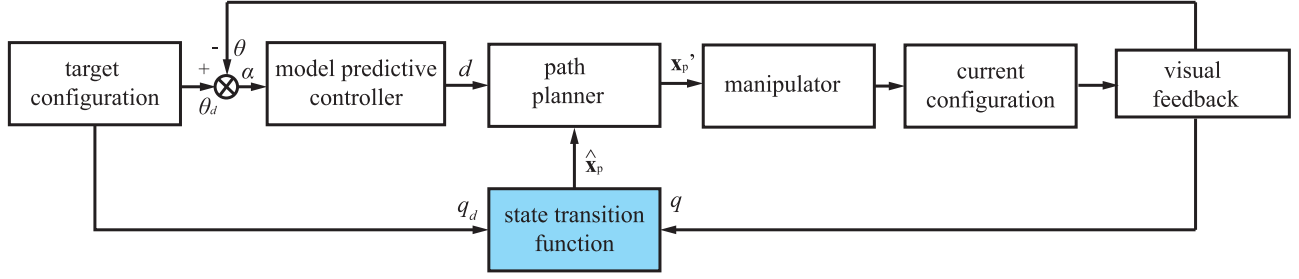 target
configuration
+
-
θ
θd
α
model predictive
controller
d
path
planner
xp’
manipulator
current
configuration
visual
feedback
x̂p
qd
state transition
function
q